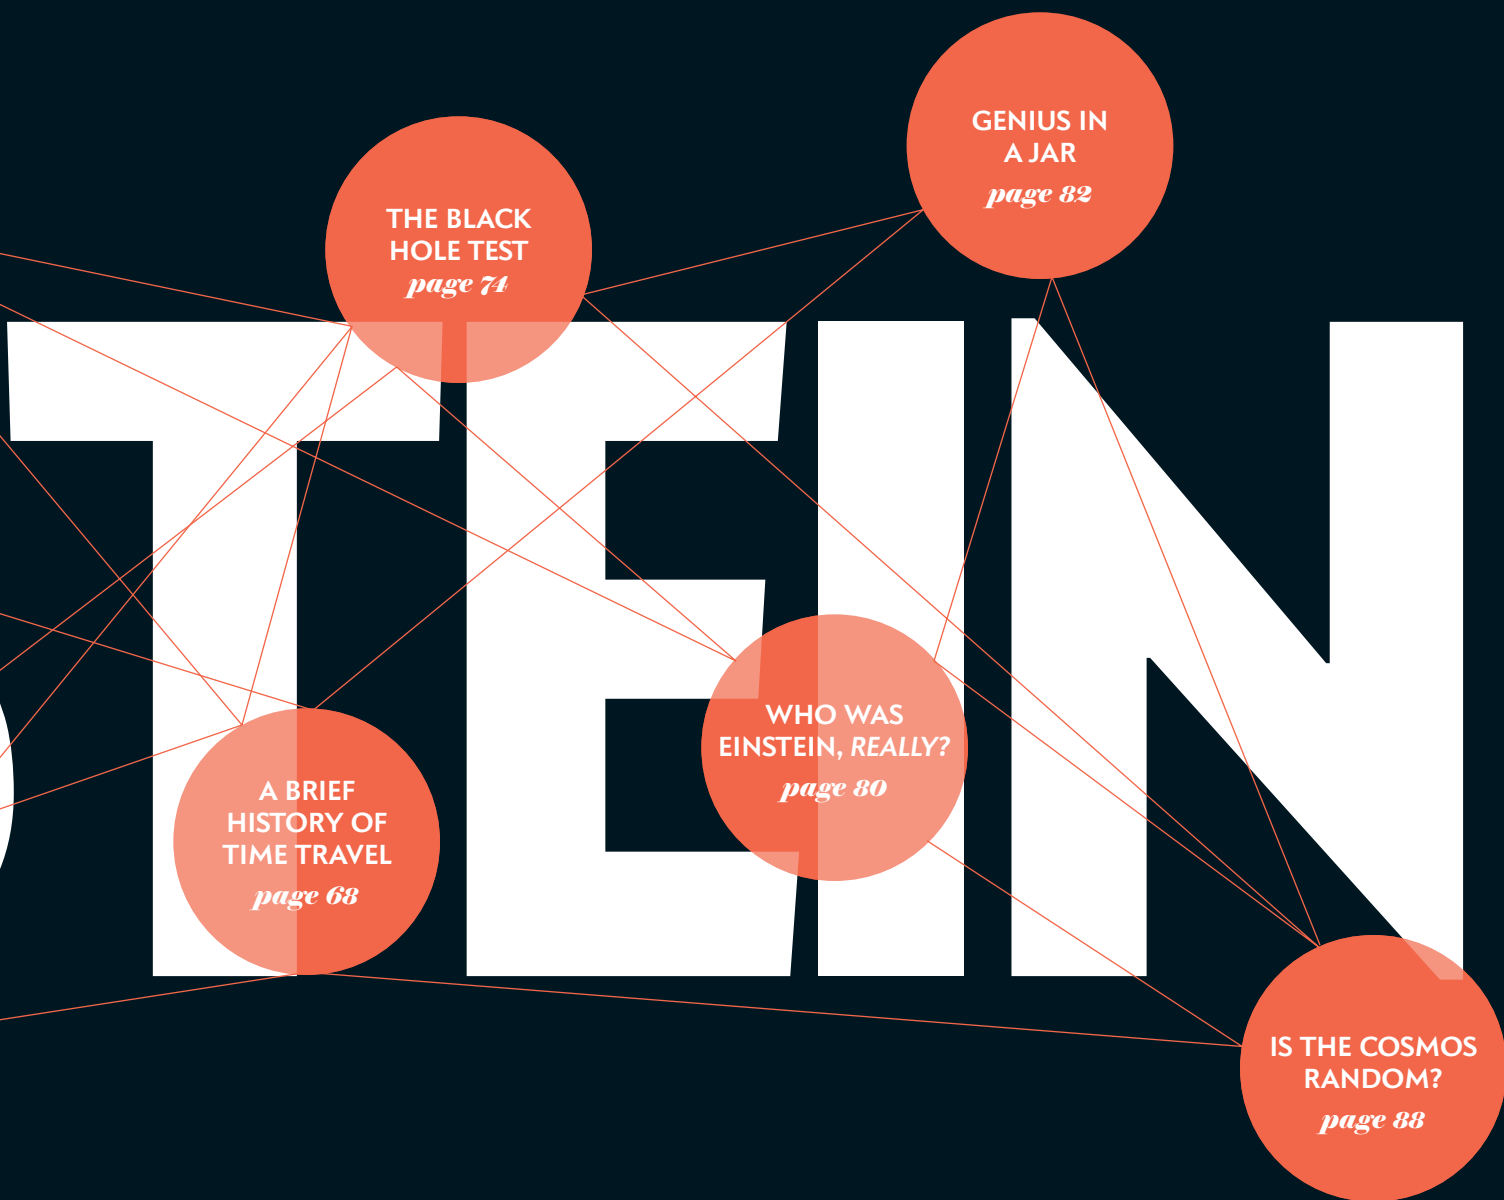 GENIUS IN
A JAR
page 82
THE BLACK
HOLE TEST
page 74
TEIN
WHO WAS
EINSTEIN, REALLY?
page 80
A BRIEF
HISTORY OF
TIME TRAVEL
page 68
IS THE COSMOS
RANDOM?
page 88